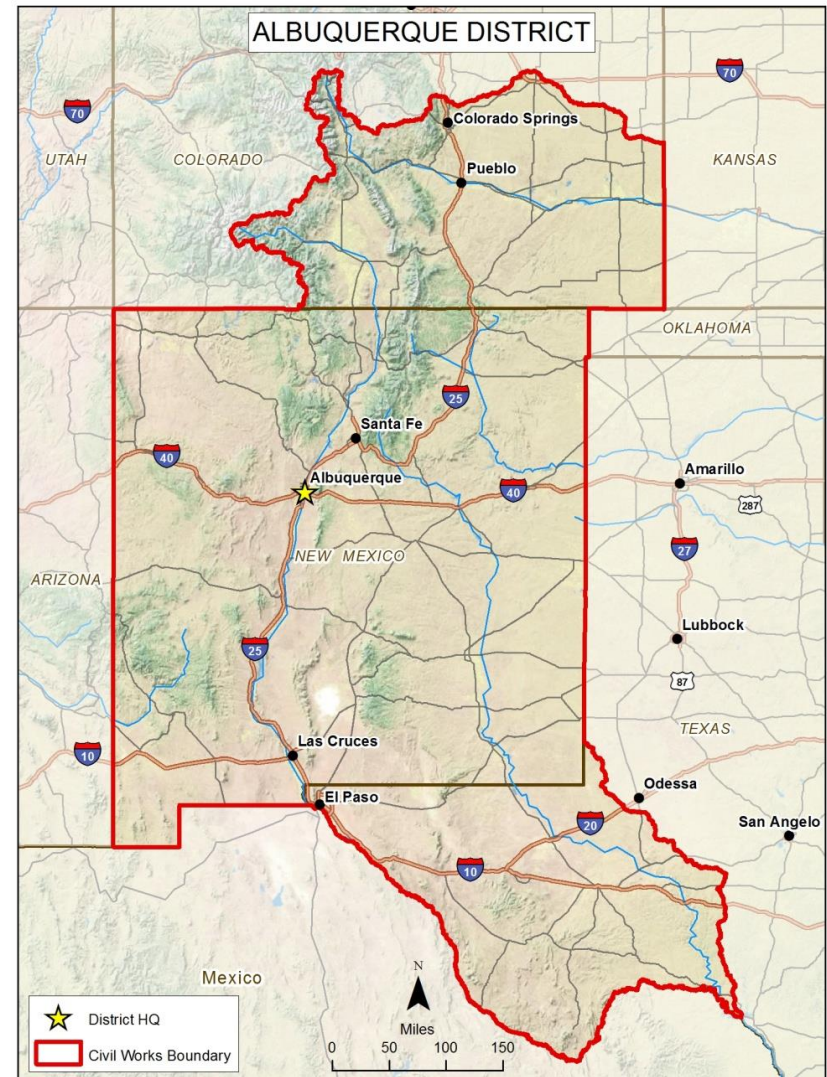 ALBUQUERQUE DISTRICT
70
70
Colorado Springs
UTAH
COLORADO
KANSAS
Pueblo
OKLAHOMA
25
Santa Fe
40
Albuquerque
40
Amarillo
287
27
NEW MEXICO
ARIZONA
Lubbock
25
87
TEXAS
Las Cruces
10
Odessa
El Paso
20
San Angelo
10
Mexico
N
Miles
0 50 100 150
District HQ
Civil Works Boundary